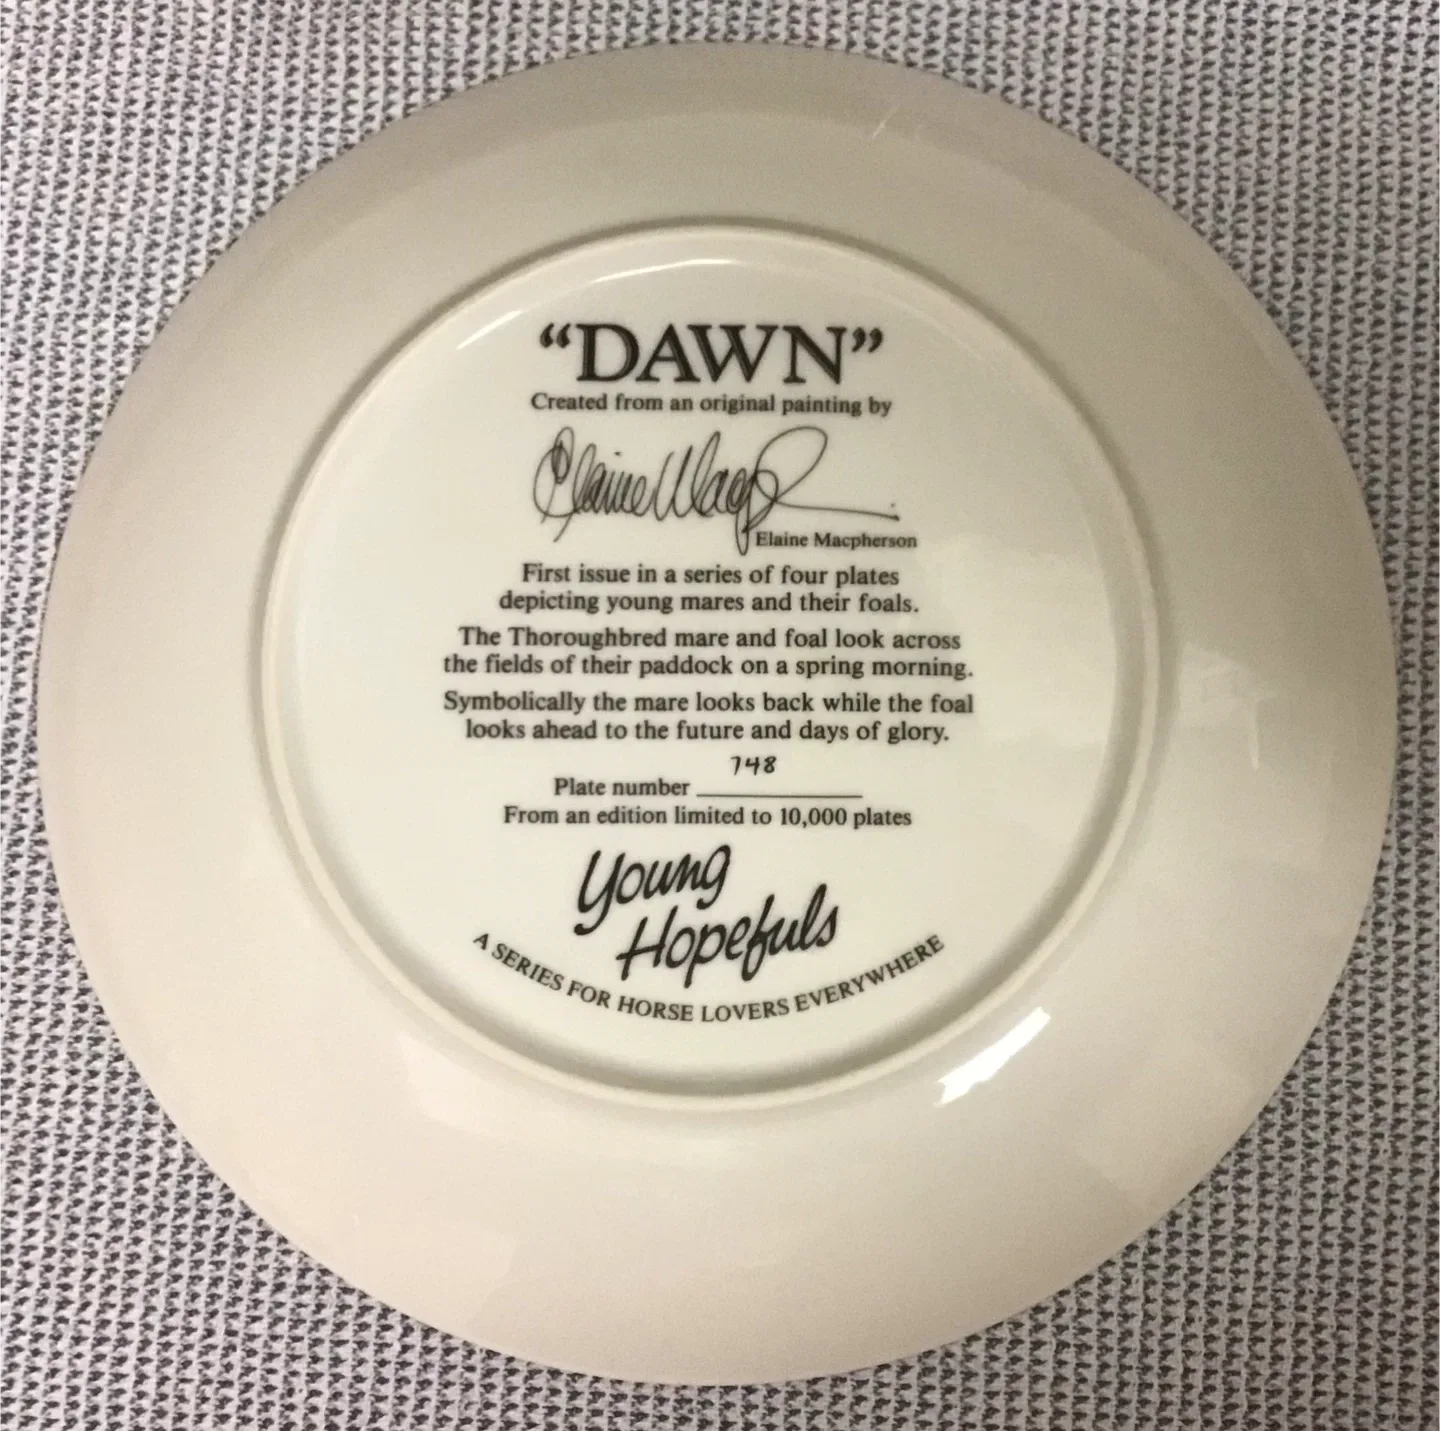 “DAWN”
Created from an original painting by
Elaine Macp
Elaine Macpherson
First issue in a series of four plates
depicting young mares and their foals.
The Thoroughbred mare and foal look across
the fields of their paddock on a spring morning.
Symbolically the mare looks back while the foal
looks ahead to the future and days of glory.
748
Plate number
From an edition limited to 10,000 plates
Young
Hopefuls
A SERIES FOR HORSE LOVERS EVERYWHERE